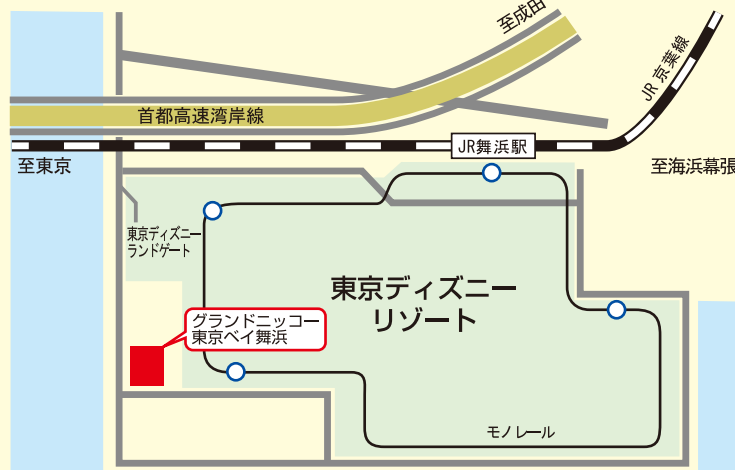 至成田
JR京葉線
首都高速湾岸線
JR舞浜駅
至東京
至海浜幕張
東京ディズニー
ランドゲート
東京ディズニー
リゾート
グランドニッコー
東京ベイ舞浜
モノレール